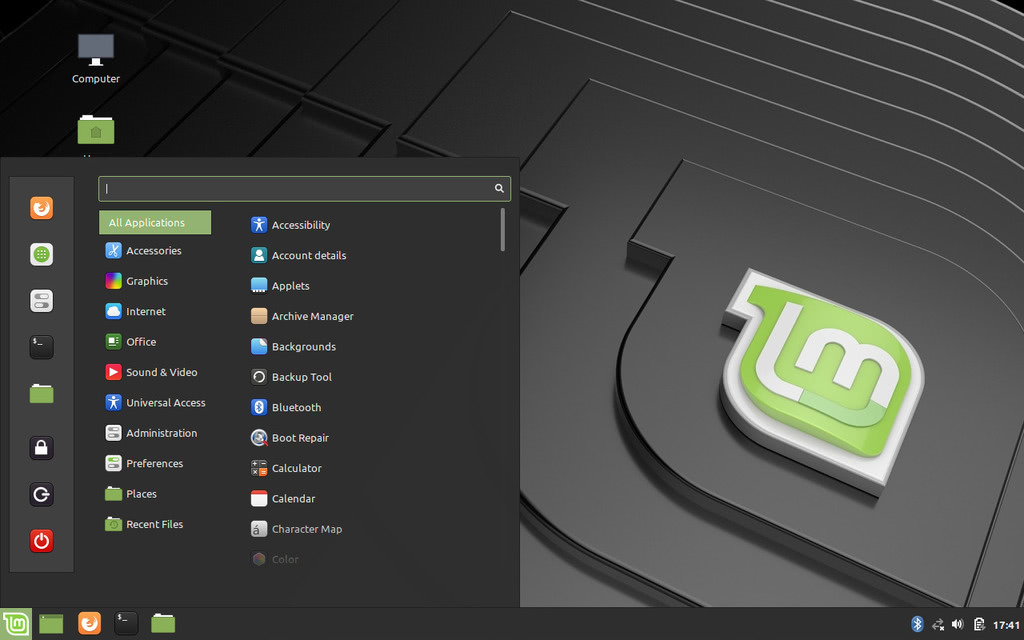 Computer
All Applications
Accessories
Graphics
Internet
Office
Sound & Video
Universal Access
Administration
Preferences
Places
Recent Files
Accessibility
Account details
Applets
Archive Manager
Backgrounds
Backup Tool
Bluetooth
Boot Repair
Calculator
Calendar
Character Map
Color
17:41